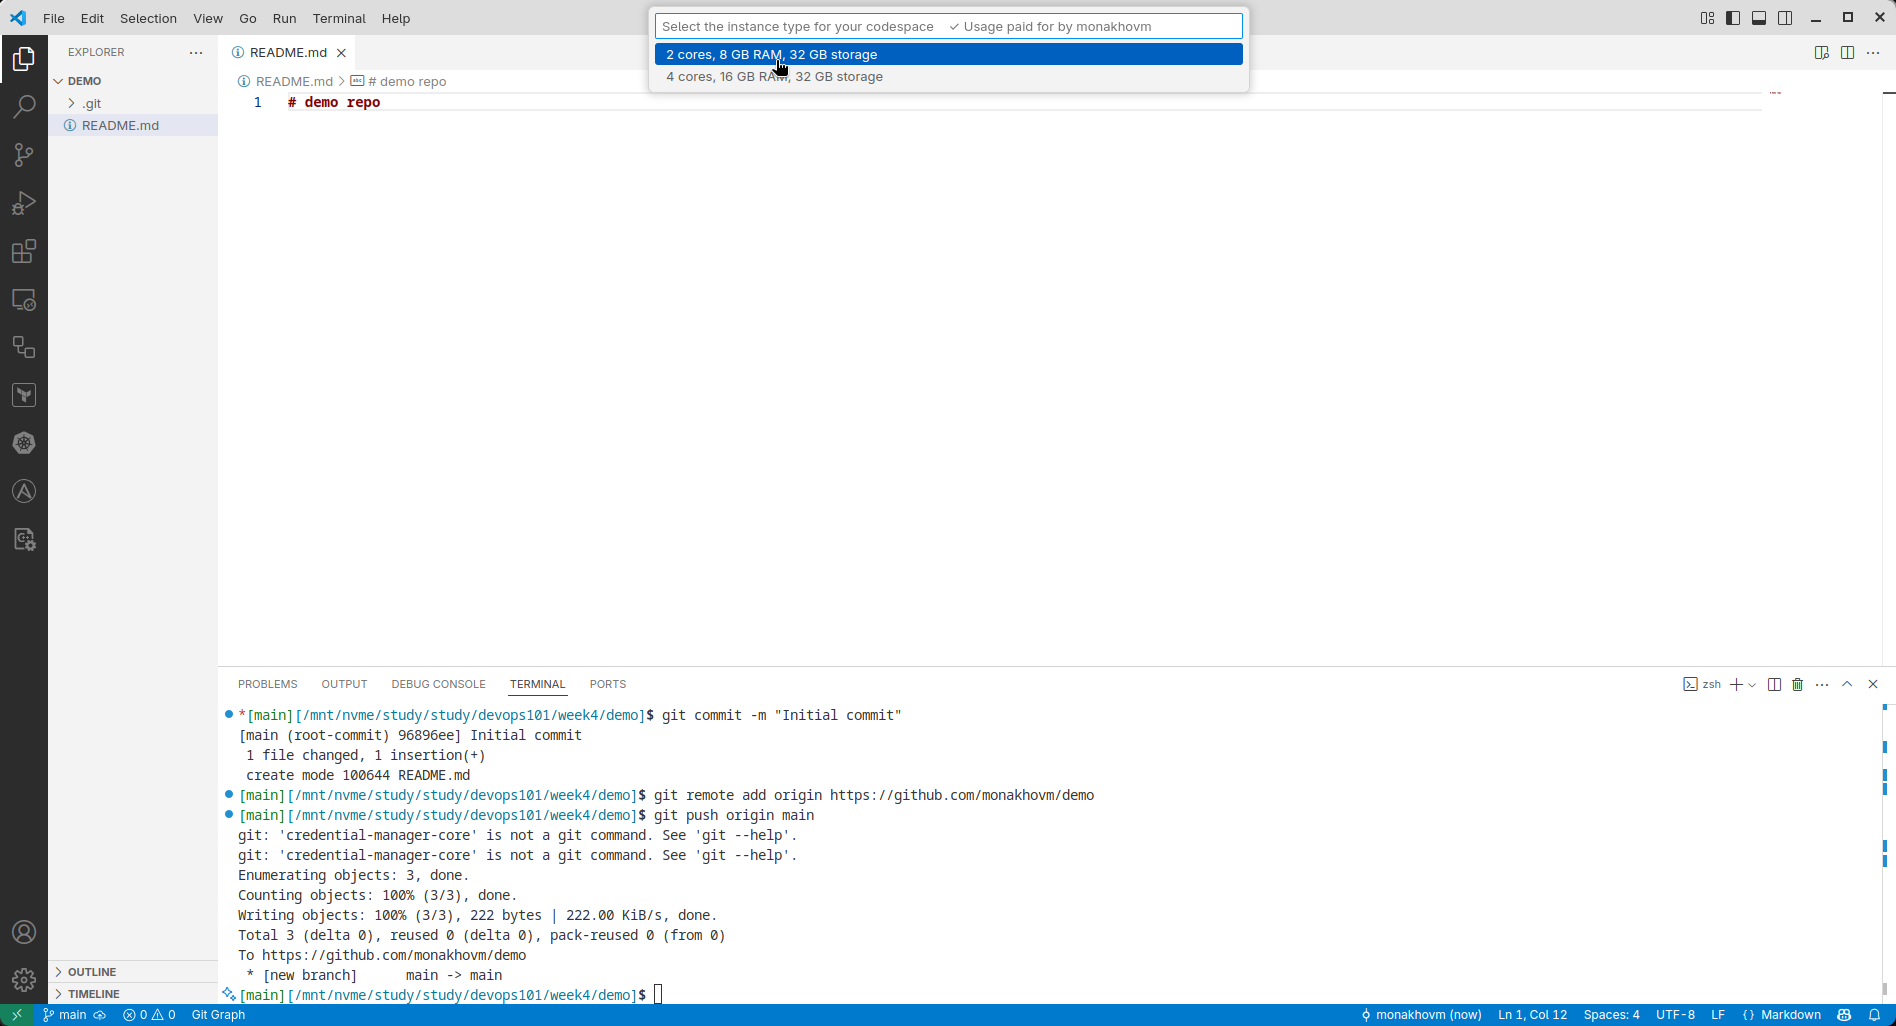 File Edit Selection View Go Run Terminal Help
Select the instance type for your codespace ✓ Usage paid for by monakhovm
2 cores, 8 GB RAM, 32 GB storage
4 cores, 16 GB RAM, 32 GB storage
EXPLORER
DEMO
.git
README.md
OUTLINE
TIMELINE
README.md
README.md > # demo repo
1 # demo repo
PROBLEMS OUTPUT DEBUG CONSOLE TERMINAL PORTS
zsh
*[main][/mnt/nvme/study/study/devops101/week4/demo]$ git commit -m "Initial commit"
[main (root-commit) 96896ee] Initial commit
1 file changed, 1 insertion(+)
create mode 100644 README.md
[main][/mnt/nvme/study/study/devops101/week4/demo]$ git remote add origin https://github.com/monakhovm/demo
[main][/mnt/nvme/study/study/devops101/week4/demo]$ git push origin main
git: 'credential-manager-core' is not a git command. See 'git --help'.
git: 'credential-manager-core' is not a git command. See 'git --help'.
Enumerating objects: 3, done.
Counting objects: 100% (3/3), done.
Writing objects: 100% (3/3), 222 bytes | 222.00 KiB/s, done.
Total 3 (delta 0), reused 0 (delta 0), pack-reused 0 (from 0)
To https://github.com/monakhovm/demo
* [new branch]      main -> main
[main][/mnt/nvme/study/study/devops101/week4/demo]$
main 0 0 Git Graph monakhovm (now) Ln 1, Col 12 Spaces: 4 UTF-8 LF {} Markdown